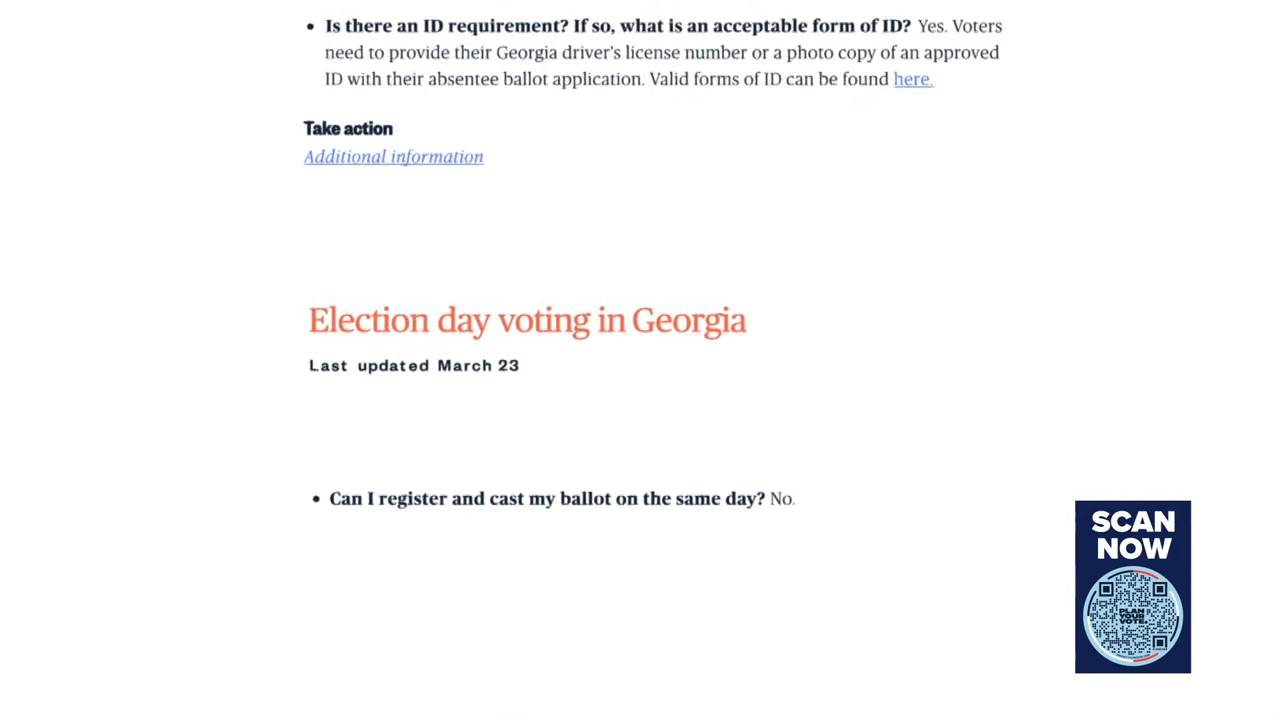 • Is there an ID requirement? If so, what is an acceptable form of ID? Yes. Voters
need to provide their Georgia driver's license number or a photo copy of an approved
ID with their absentee ballot application. Valid forms of ID can be found here.
Take action
Additional information
Election day voting in Georgia
Last updated March 23
• Can I register and cast my ballot on the same day? No.
SCAN
NOW
PLAN
YOUR
VOTE.